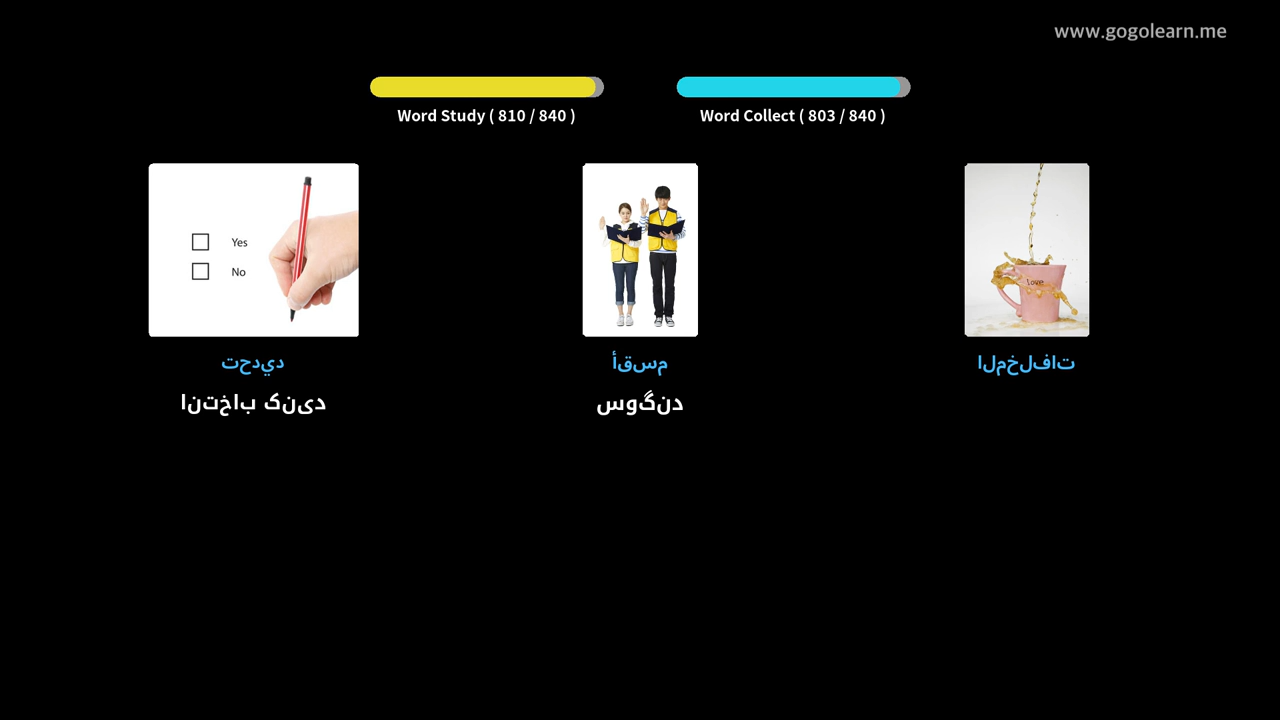 www.gogolearn.me
Word Study ( 810 / 840 )
Word Collect ( 803 / 840 )
Yes
No
Love
تحديد
أقسم
المخلفات
انتخاب کنید
سوگند